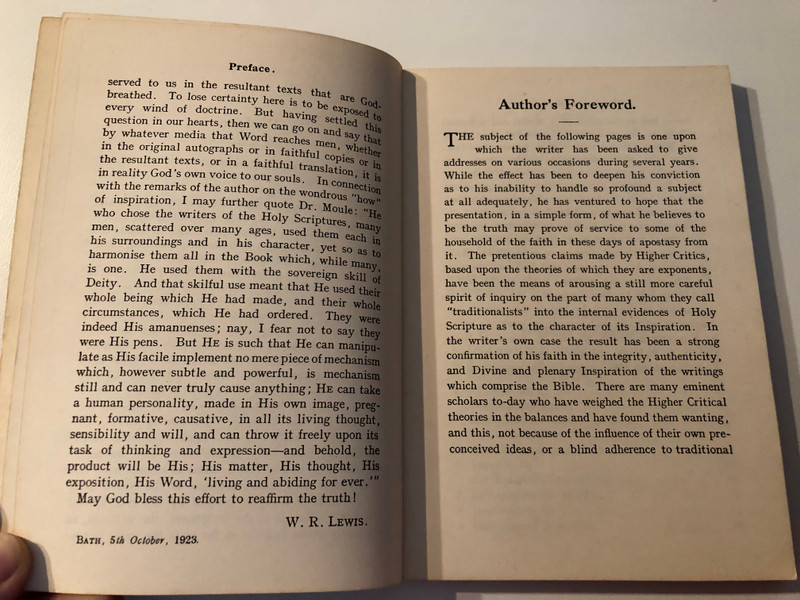 Preface.
served to us in the resultant texts that are God-
breathed. To lose certainty here is to be exposed to
every wind of doctrine. But having settled this
question in our hearts, then we can go on and say that
by whatever media that Word reaches men, whether
in the original autographs or in faithful copies or in
the resultant texts, or in a faithful translation, it is
in reality God's own voice to our souls. In connection
with the remarks of the author on the wondrous "how"
of inspiration, I may further quote Dr. Moule: "He
who chose the writers of the Holy Scriptures, many
men, scattered over many ages, used them each in
his surroundings and in his character, yet so as to
harmonise them all in the Book which, while many,
is one. He used them with the sovereign skill of
Deity. And that skilful use meant that He used their
whole being which He had made, and their whole
circumstances, which He had ordered. They were
indeed His amanuenses; nay, I fear not to say they
were His pens. But HE is such that He can manipu-
late as His facile implement no mere piece of mechanism
which, however subtle and powerful, is mechanism
still and can never truly cause anything; HE can take
a human personality, made in His own image, preg-
nant, formative, causative, in all its living thought,
sensibility and will, and can throw it freely upon its
task of thinking and expression—and behold, the
product will be His; His matter, His thought, His
exposition, His Word, 'living and abiding for ever.'"
May God bless this effort to reaffirm the truth!
W. R. LEWIS.
BATH, 5th October, 1923.
Author's Foreword.
THE subject of the following pages is one upon
which the writer has been asked to give
addresses on various occasions during several years.
While the effect has been to deepen his conviction
as to his inability to handle so profound a subject
at all adequately, he has ventured to hope that the
presentation, in a simple form, of what he believes to
be the truth may prove of service to some of the
household of the faith in these days of apostasy from
it. The pretentious claims made by Higher Critics,
based upon the theories of which they are exponents,
have been the means of arousing a still more careful
spirit of inquiry on the part of many whom they call
"traditionalists" into the internal evidences of Holy
Scripture as to the character of its Inspiration. In
the writer's own case the result has been a strong
confirmation of his faith in the integrity, authenticity,
and Divine and plenary Inspiration of the writings
which comprise the Bible. There are many eminent
scholars to-day who have weighed the Higher Critical
theories in the balances and have found them wanting,
and this, not because of the influence of their own pre-
conceived ideas, or a blind adherence to traditional